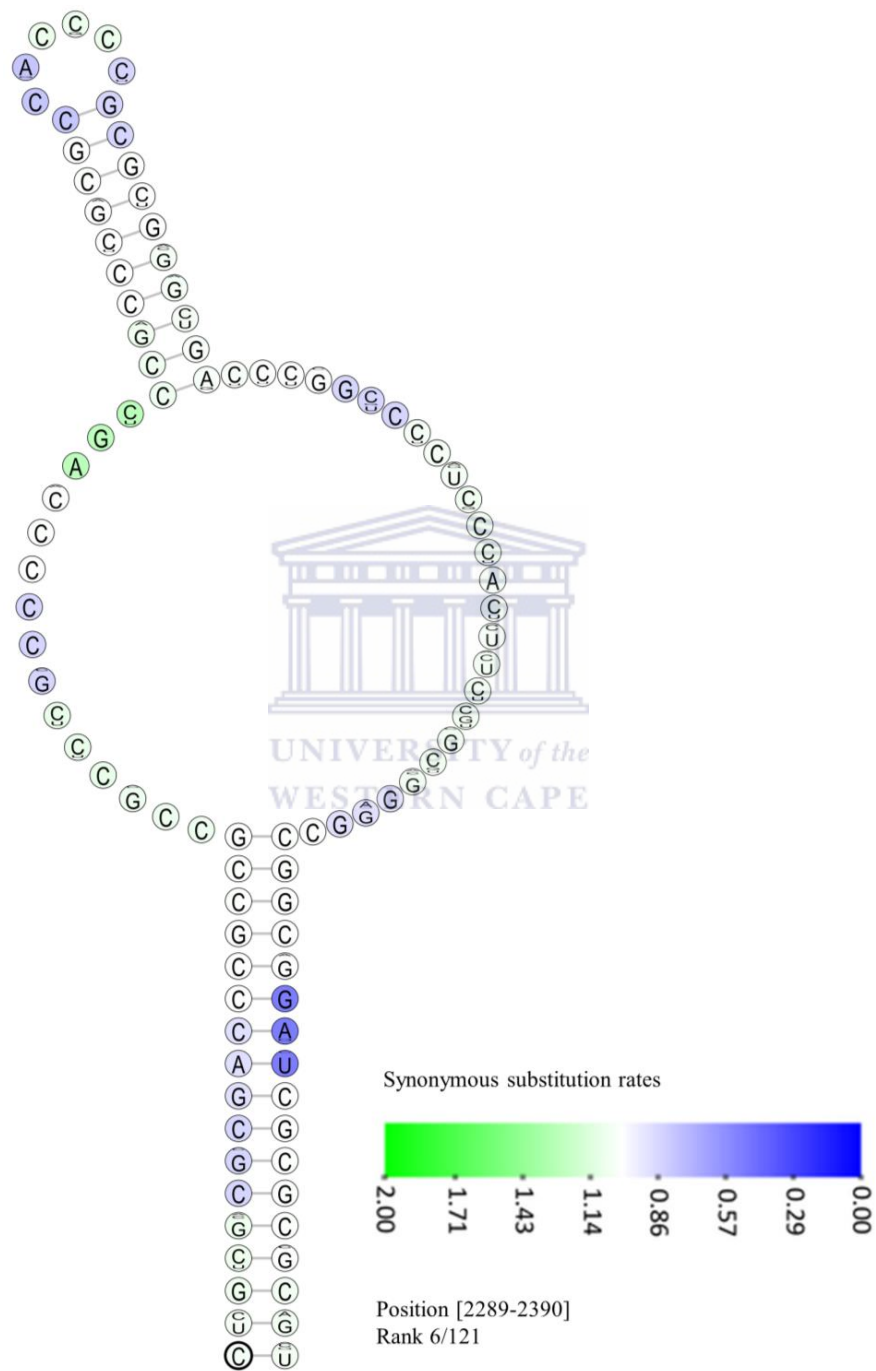 C C C
A C
C C G
G C
C G
G C
C G
C G
C G
G U
C G
C A C C C G G C C C C U C C C A C U U C
C G A C C C C C G C C C G C C
G C G G G G C
G C
C G
C G
G C
C G
C G
C A
A U
G C
C G
G C
C G
G C
C G
G C
U G
C U
UNIVERSITY of the
WESTERN CAPE
Synonymous substitution rates
2.00 1.71 1.43 1.14 0.86 0.57 0.29 0.00
Position [2289-2390]
Rank 6/121